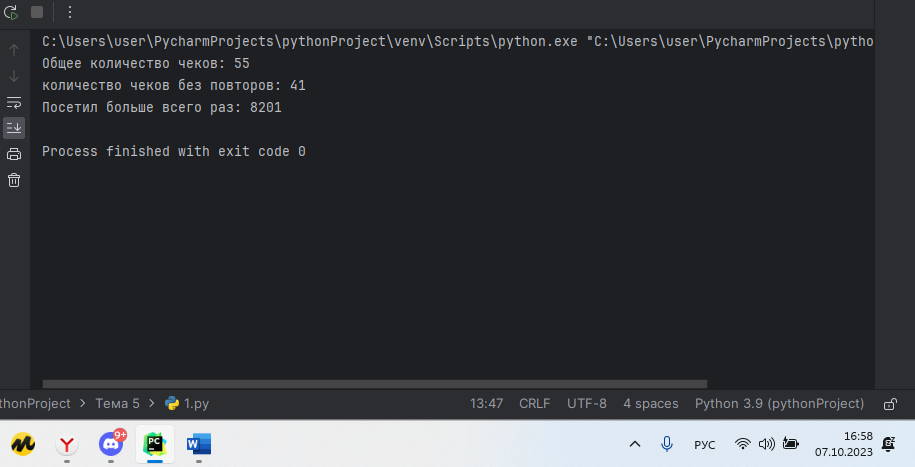 C:\Users\user\PycharmProjects\pythonProject\venv\Scripts\python.exe "C:\Users\user\PycharmProjects\pytho
Общее количество чеков: 55
количество чеков без повторов: 41
Посетил больше всего раз: 8201
Process finished with exit code 0
thonProject > Тема 5 > 1.py 13:47 CRLF UTF-8 4 spaces Python 3.9 (pythonProject)
9+
PC
W
РУС
16:58
07.10.2023